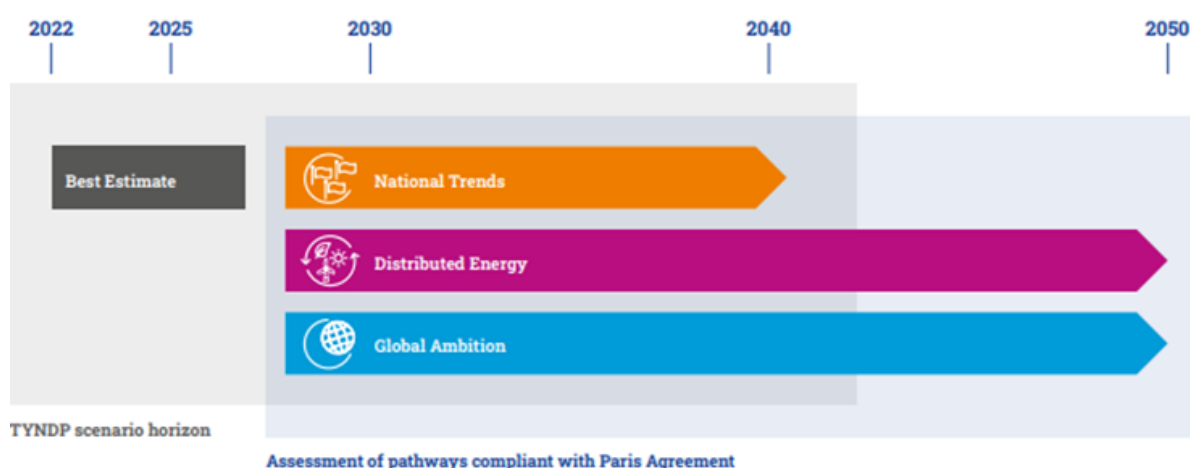 2022 2025 2030 2040 2050
Best Estimate
National Trends
Distributed Energy
Global Ambition
TYNDP scenario horizon
Assessment of pathways compliant with Paris Agreement